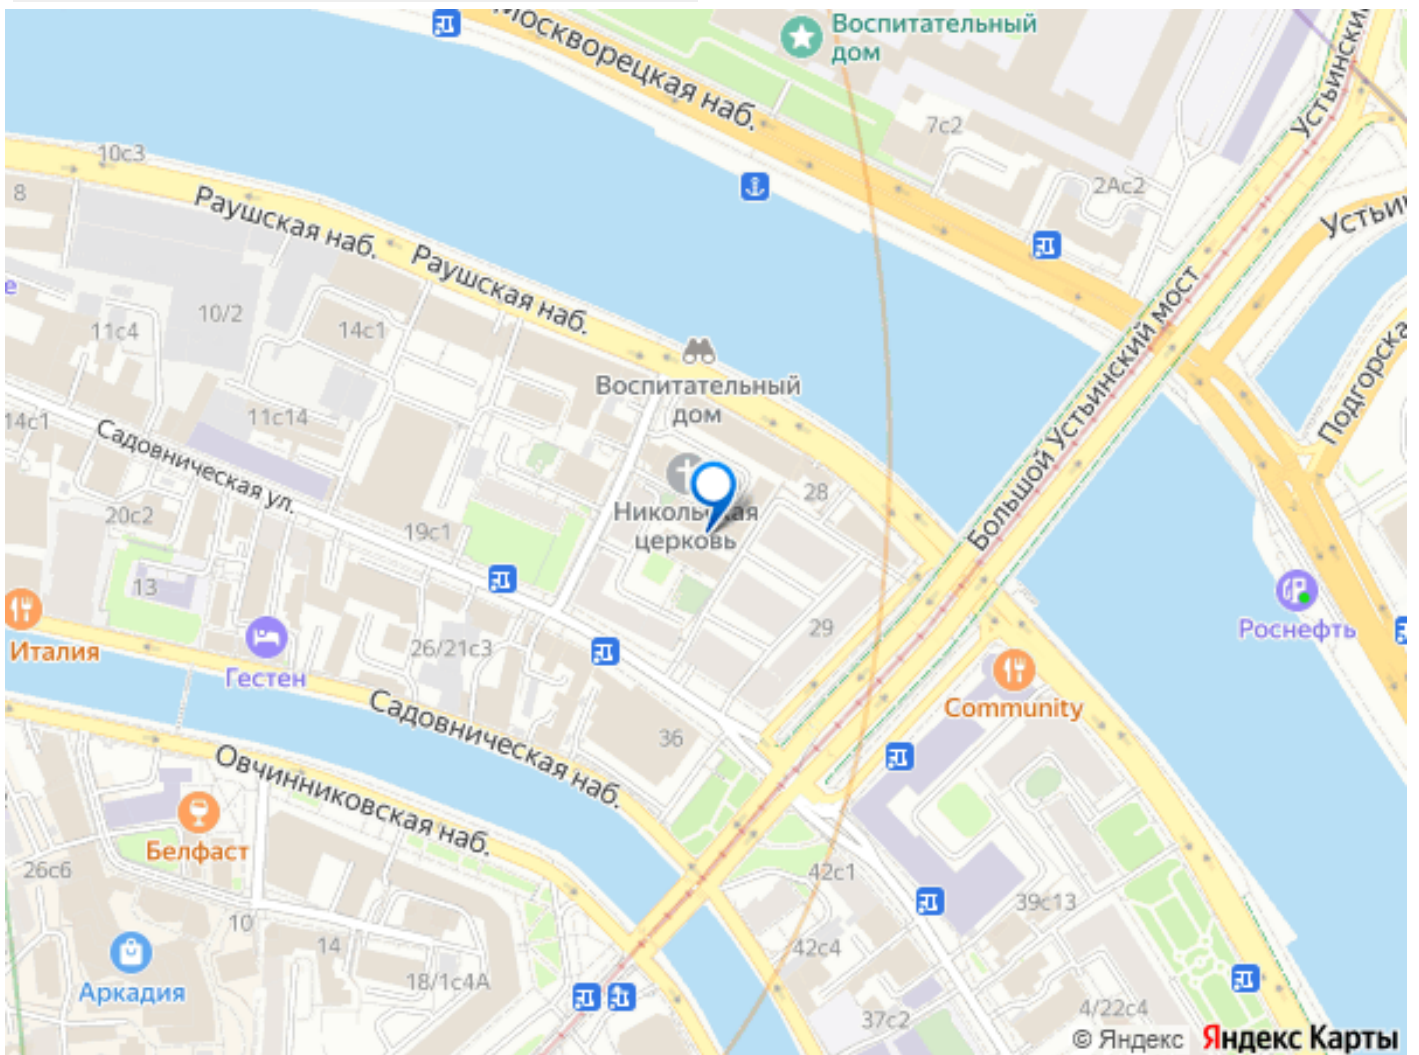 Москворецкая наб.
Воспитательный
дом
Устьинский
7с2
10с3
8
2Ас2
Раушская наб.
Раушская наб.
10/2
11с4
14с1
Воспитательный
дом
Большой Устьинский мост
11с14
14с1
Садовническая ул.
28
Никольская
церковь
20с2
19с1
13
29
Роснефть
Италия
Гестен
26/21с3
Community
Садовническая наб.
36
Овчинниковская наб.
Белфаст
26с6
42с1
39с13
10
14
42с4
18/1с4А
Аркадия
37с2
4/22с4
© Яндекс Яндекс Карты